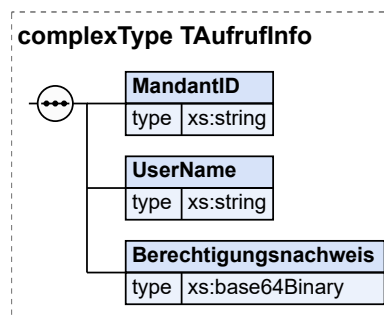 complexType TAufrufInfo
MandantID
type xs:string
UserName
type xs:string
Berechtigungsnachweis
type xs:base64Binary